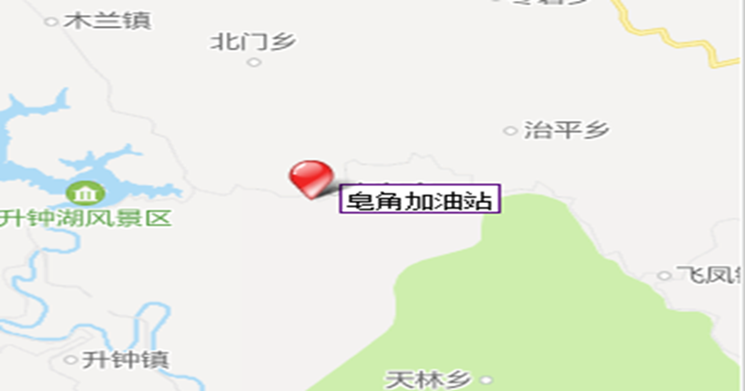 木兰镇
北门乡
治平乡
皂角加油站
升钟湖风景区
飞凤
升钟镇
天林乡